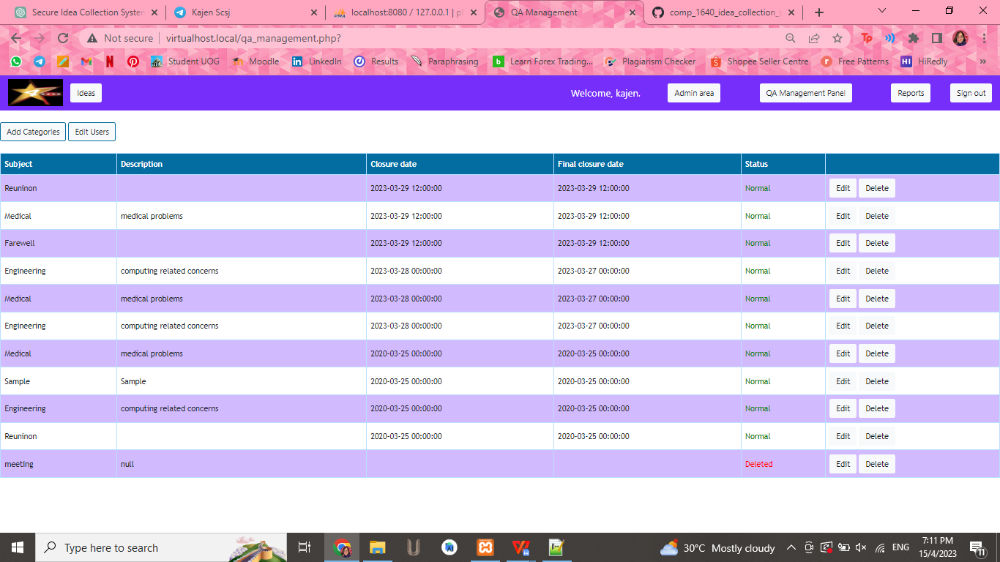 Secure Idea Collection System
Kajen Scsj
localhost:8080 / 127.0.0.1 | p
QA Management
comp_1640_idea_collection_s
Not secure
virtualhost.local/qa_management.php?
Student UOG
Moodle
LinkedIn
Results
Paraphrasing
Learn Forex Trading...
Plagiarism Checker
Shopee Seller Centre
Free Patterns
HiRedly
Ideas
Welcome, kajen.
Admin area
QA Management Panel
Reports
Sign out
Add Categories
Edit Users
Subject Description Closure date Final closure date Status
Reuninon 2023-03-29 12:00:00 2023-03-29 12:00:00 Normal Edit Delete
Medical medical problems 2023-03-29 12:00:00 2023-03-29 12:00:00 Normal Edit Delete
Farewell 2023-03-29 12:00:00 2023-03-29 12:00:00 Normal Edit Delete
Engineering computing related concerns 2023-03-28 00:00:00 2023-03-27 00:00:00 Normal Edit Delete
Medical medical problems 2023-03-28 00:00:00 2023-03-27 00:00:00 Normal Edit Delete
Engineering computing related concerns 2023-03-28 00:00:00 2023-03-27 00:00:00 Normal Edit Delete
Medical medical problems 2020-03-25 00:00:00 2020-03-25 00:00:00 Normal Edit Delete
Sample Sample 2020-03-25 00:00:00 2020-03-25 00:00:00 Normal Edit Delete
Engineering computing related concerns 2020-03-25 00:00:00 2020-03-25 00:00:00 Normal Edit Delete
Reuninon 2020-03-25 00:00:00 2020-03-25 00:00:00 Normal Edit Delete
meeting null Deleted Edit Delete
Type here to search
30°C Mostly cloudy
ENG
7:11 PM
15/4/2023
11